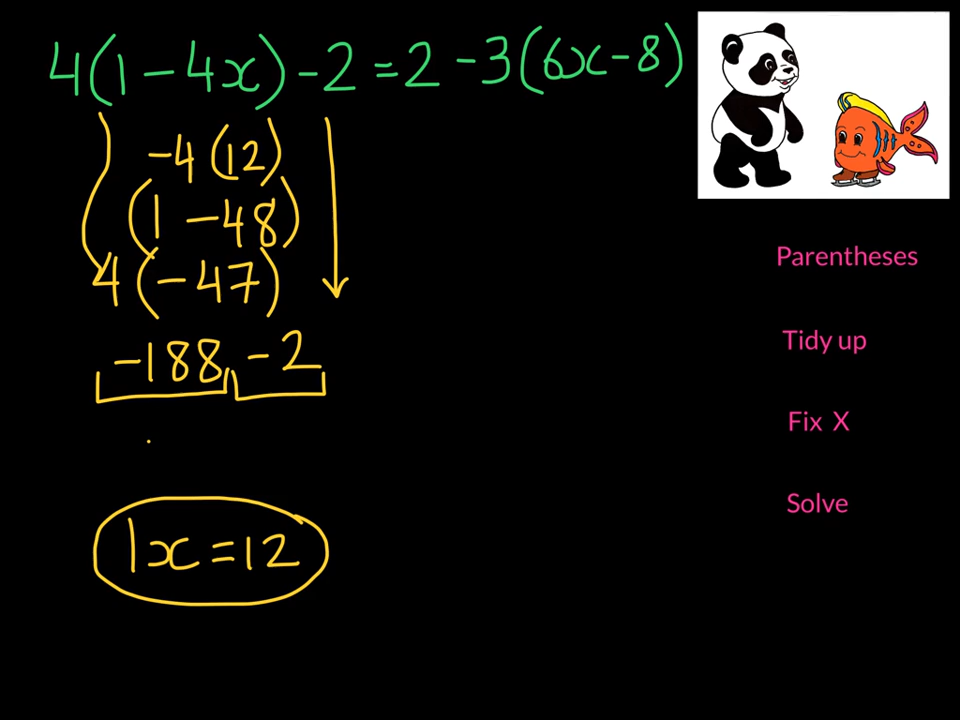 4(1-4x)-2=2-3(6x-8)
-4(12)
(1-48)
4(-47)
-188-2
1x=12
Parentheses
Tidy up
Fix X
Solve